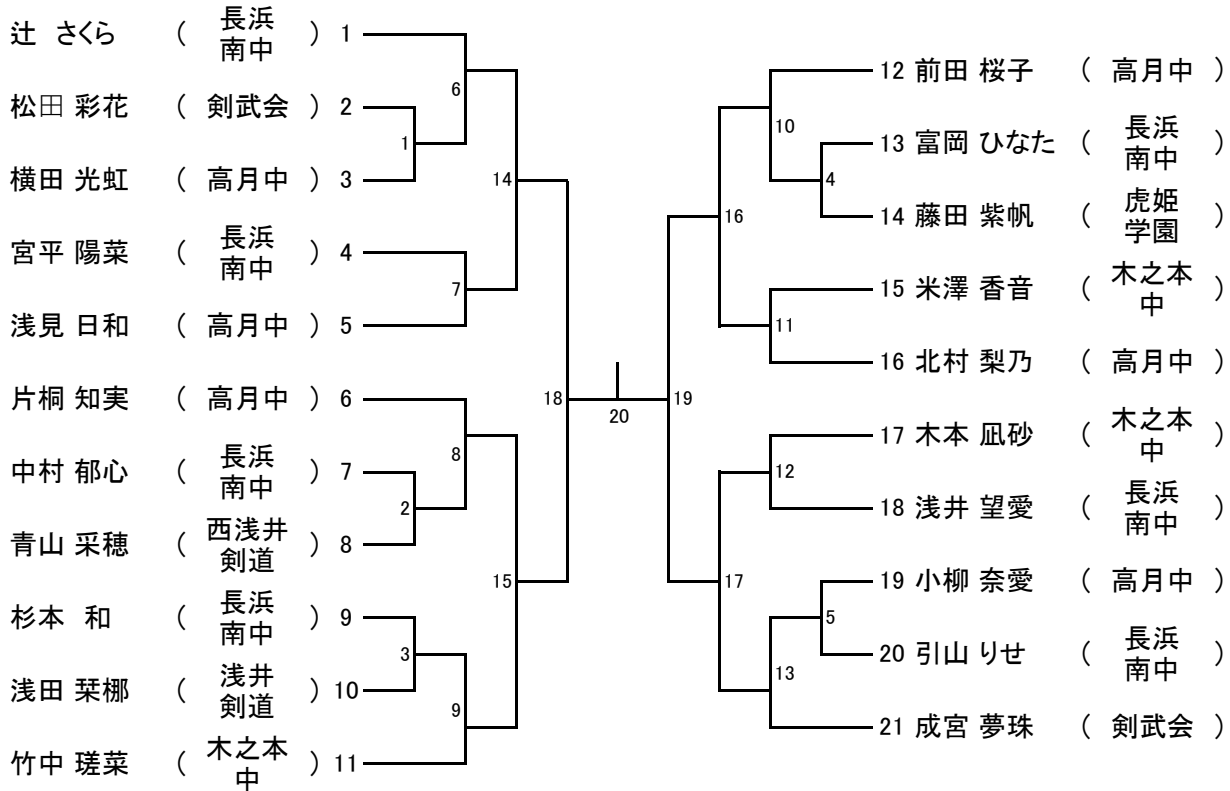 辻 さくら ( 長浜南中 ) 1
松田 彩花 ( 剣武会 ) 2
横田 光虹 ( 高月中 ) 3
宮平 陽菜 ( 長浜南中 ) 4
浅見 日和 ( 高月中 ) 5
片桐 知実 ( 高月中 ) 6
中村 郁心 ( 長浜南中 ) 7
青山 采穂 ( 西浅井剣道 ) 8
杉本 和 ( 長浜南中 ) 9
浅田 栞梛 ( 浅井剣道 ) 10
竹中 瑳菜 ( 木之本中 ) 11
6
1
14
7
18
8
2
15
3
9
20
12 前田 桜子 ( 高月中 )
13 富岡 ひなた ( 長浜南中 )
14 藤田 紫帆 ( 虎姫学園 )
15 米澤 香音 ( 木之本中 )
16 北村 梨乃 ( 高月中 )
17 木本 凪砂 ( 木之本中 )
18 浅井 望愛 ( 長浜南中 )
19 小柳 奈愛 ( 高月中 )
20 引山 りせ ( 長浜南中 )
21 成宮 夢珠 ( 剣武会 )
10
4
16
11
19
12
17
5
13